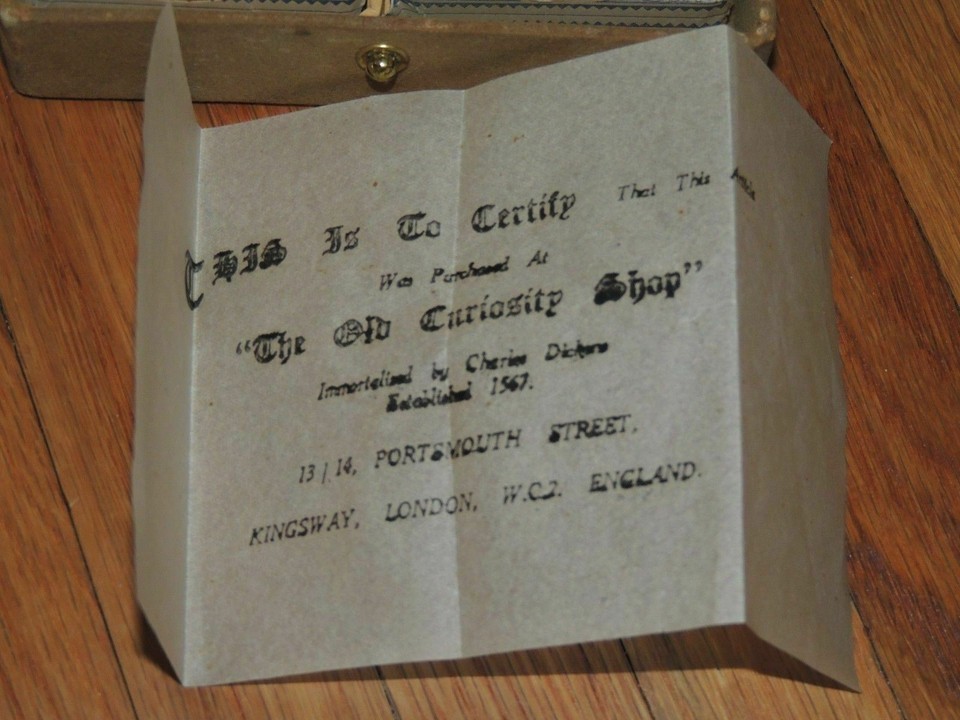 THIS Is To Certify That This Article
Was Purchased At
“The Old Curiosity Shop”
Immortalised by Charles Dickens
Established 1567.
13/14, PORTSMOUTH STREET,
KINGSWAY, LONDON, W.C.2. ENGLAND.